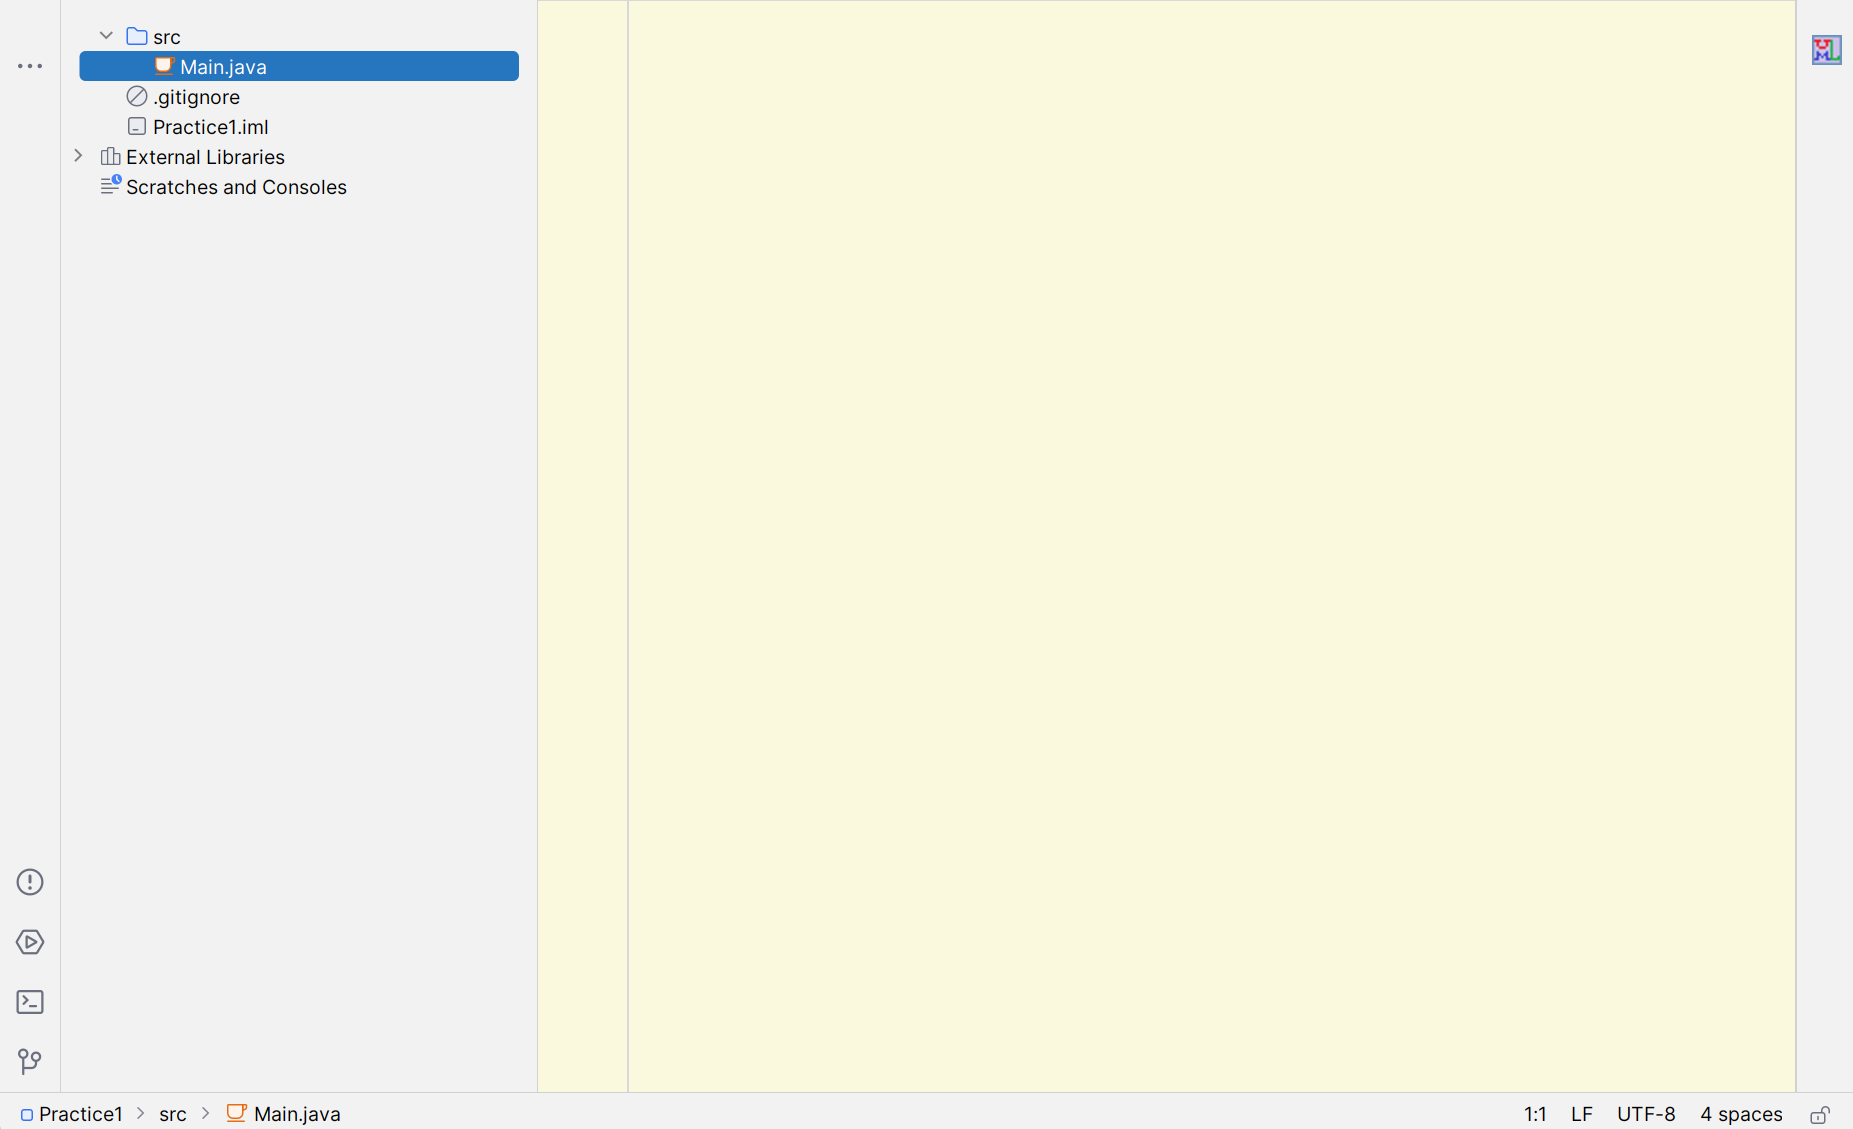 src
Main.java
.gitignore
Practice1.iml
External Libraries
Scratches and Consoles
UML
Practice1 src Main.java 1:1 LF UTF-8 4 spaces